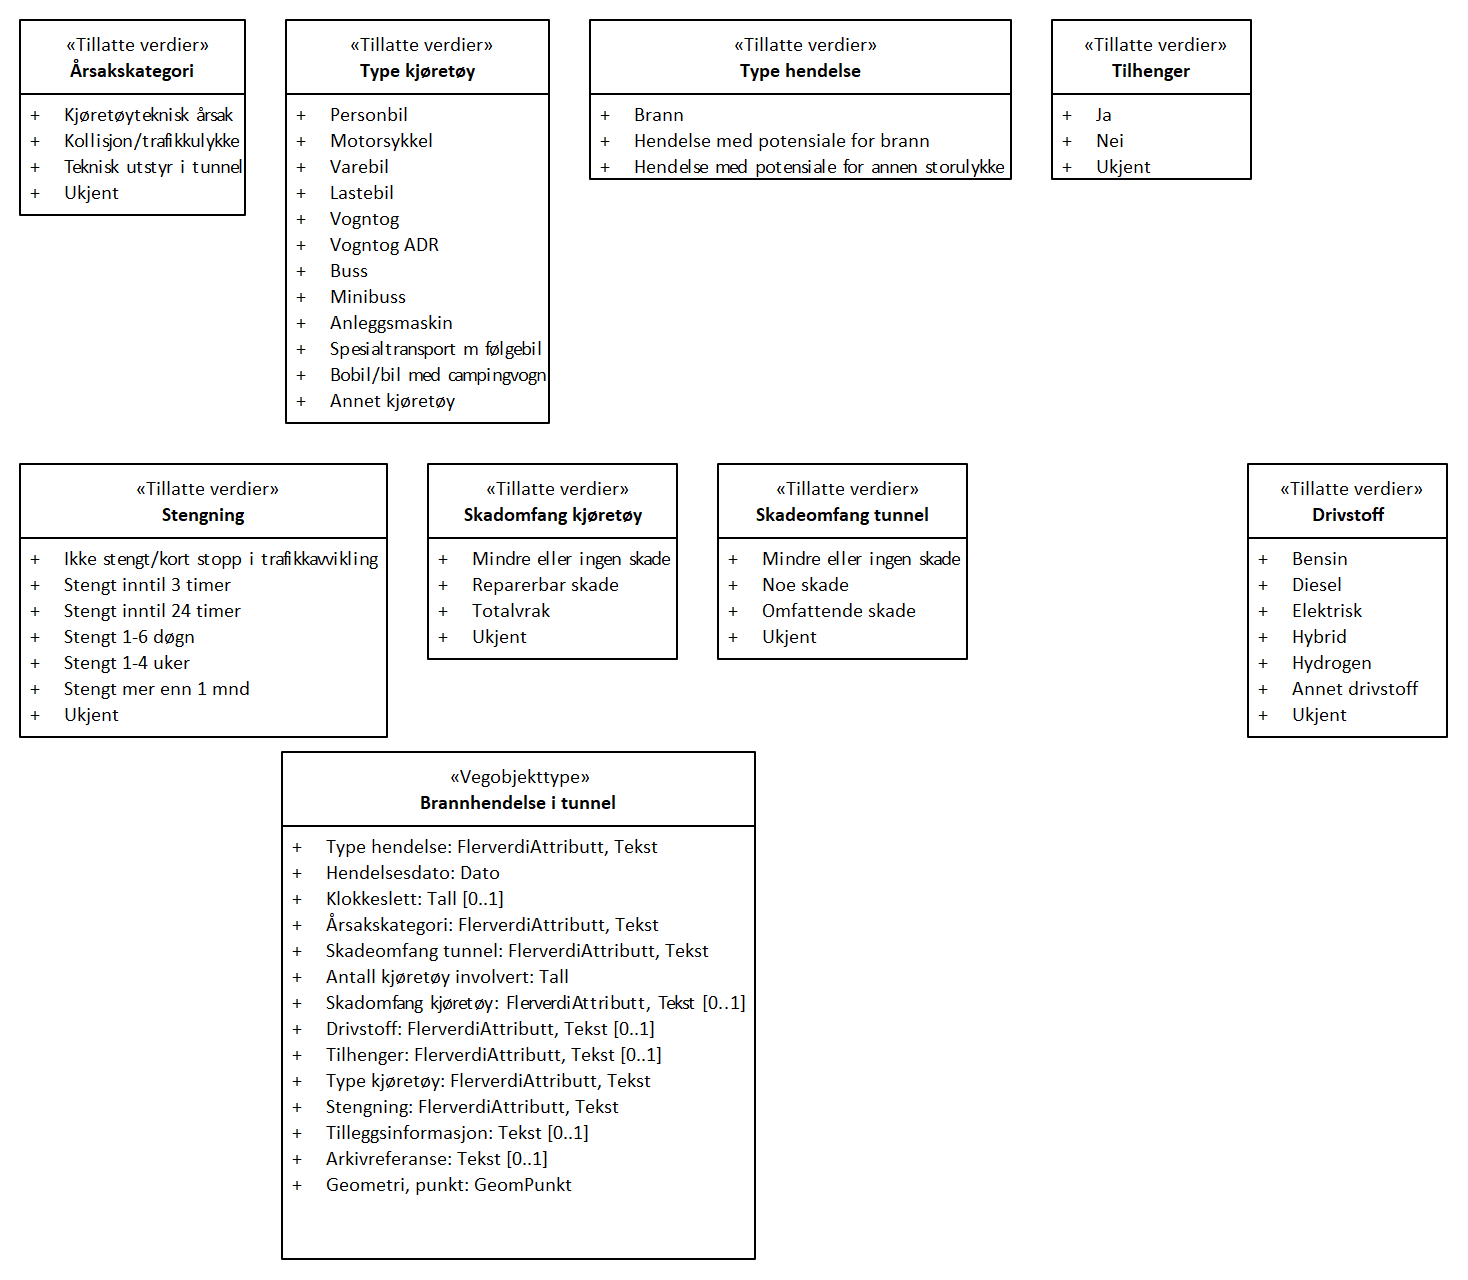 «Tillatte verdier»
Årsakskategori
+ Kjøretøyteknisk årsak
+ Kollisjon/trafikkulykke
+ Teknisk utstyr i tunnel
+ Ukjent
«Tillatte verdier»
Type kjøretøy
+ Personbil
+ Motorsykkel
+ Varebil
+ Lastebil
+ Vogntog
+ Vogntog ADR
+ Buss
+ Minibuss
+ Anleggsmaskin
+ Spesialtransport m følgebil
+ Bobil/bil med campingvogn
+ Annet kjøretøy
«Tillatte verdier»
Type hendelse
+ Brann
+ Hendelse med potensiale for brann
+ Hendelse med potensiale for annen storulykke
«Tillatte verdier»
Tilhenger
+ Ja
+ Nei
+ Ukjent
«Tillatte verdier»
Stengning
+ Ikke stengt/kort stopp i trafikkavvikling
+ Stengt inntil 3 timer
+ Stengt inntil 24 timer
+ Stengt 1-6 døgn
+ Stengt 1-4 uker
+ Stengt mer enn 1 mnd
+ Ukjent
«Tillatte verdier»
Skadomfang kjøretøy
+ Mindre eller ingen skade
+ Reparerbar skade
+ Totalvrak
+ Ukjent
«Tillatte verdier»
Skadeomfang tunnel
+ Mindre eller ingen skade
+ Noe skade
+ Omfattende skade
+ Ukjent
«Tillatte verdier»
Drivstoff
+ Bensin
+ Diesel
+ Elektrisk
+ Hybrid
+ Hydrogen
+ Annet drivstoff
+ Ukjent
«Vegobjekttype»
Brannhendelse i tunnel
+ Type hendelse: FlerverdiAttributt, Tekst
+ Hendelsesdato: Dato
+ Klokkeslett: Tall [0..1]
+ Årsakskategori: FlerverdiAttributt, Tekst
+ Skadeomfang tunnel: FlerverdiAttributt, Tekst
+ Antall kjøretøy involvert: Tall
+ Skadomfang kjøretøy: FlerverdiAttributt, Tekst [0..1]
+ Drivstoff: FlerverdiAttributt, Tekst [0..1]
+ Tilhenger: FlerverdiAttributt, Tekst [0..1]
+ Type kjøretøy: FlerverdiAttributt, Tekst
+ Stengning: FlerverdiAttributt, Tekst
+ Tilleggsinformasjon: Tekst [0..1]
+ Arkivreferanse: Tekst [0..1]
+ Geometri, punkt: GeomPunkt